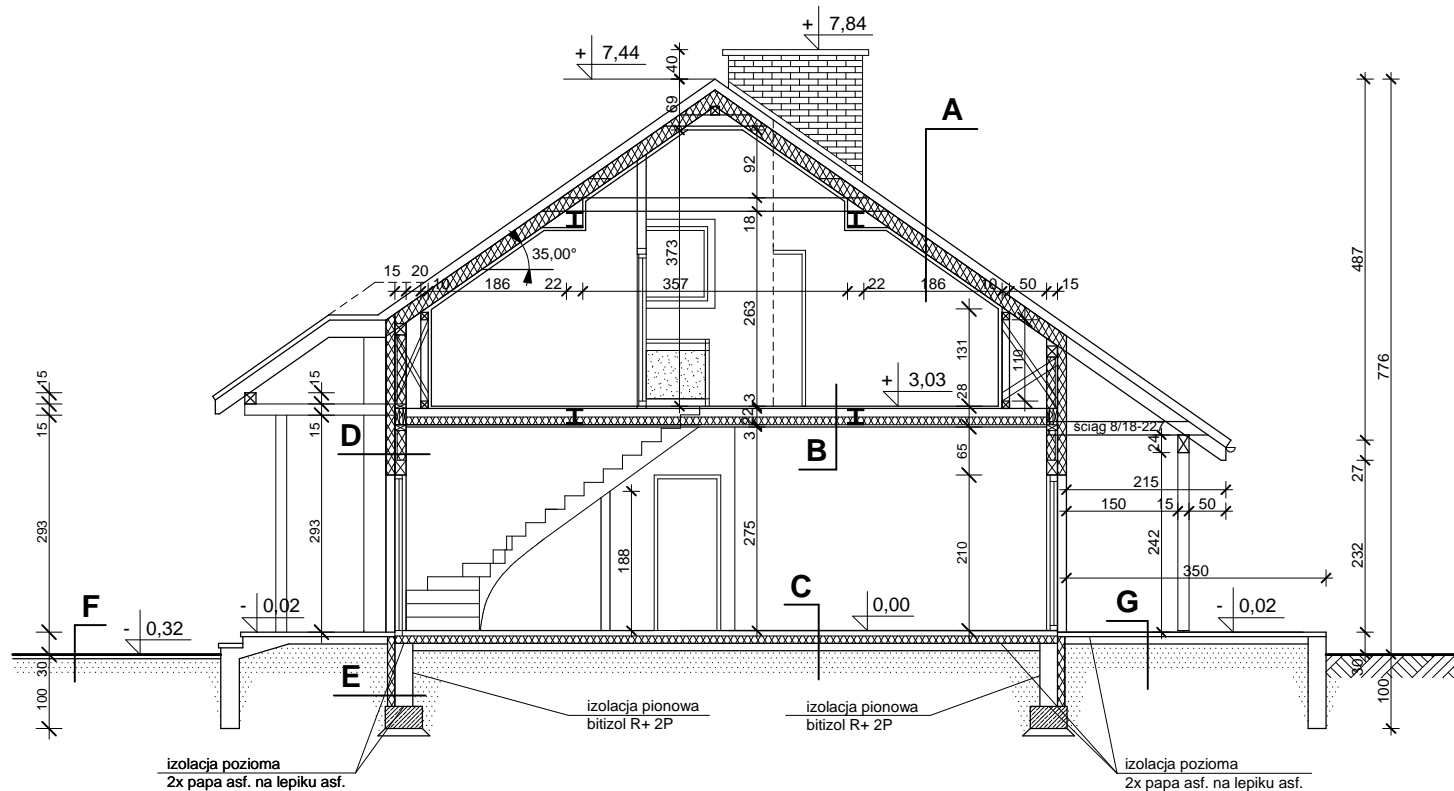 + 7,84
+ 7,44
40
69
A
92
18
373
35,00°
15 20 10 186 22 357 22 186 10 50 15
263
487
776
131
110
28
+ 3,03
15
15
15
15
3
22
3
D
B
ściąg 8/18-22
24
65
27
215
150 15 50
293
293
188
275
210
242
232
350
F
- 0,32
- 0,02
C
0,00
G
- 0,02
30
100
E
30
100
izolacja pionowa
bitizol R+ 2P
izolacja pionowa
bitizol R+ 2P
izolacja pozioma
2x papa asf. na lepiku asf.
izolacja pozioma
2x papa asf. na lepiku asf.